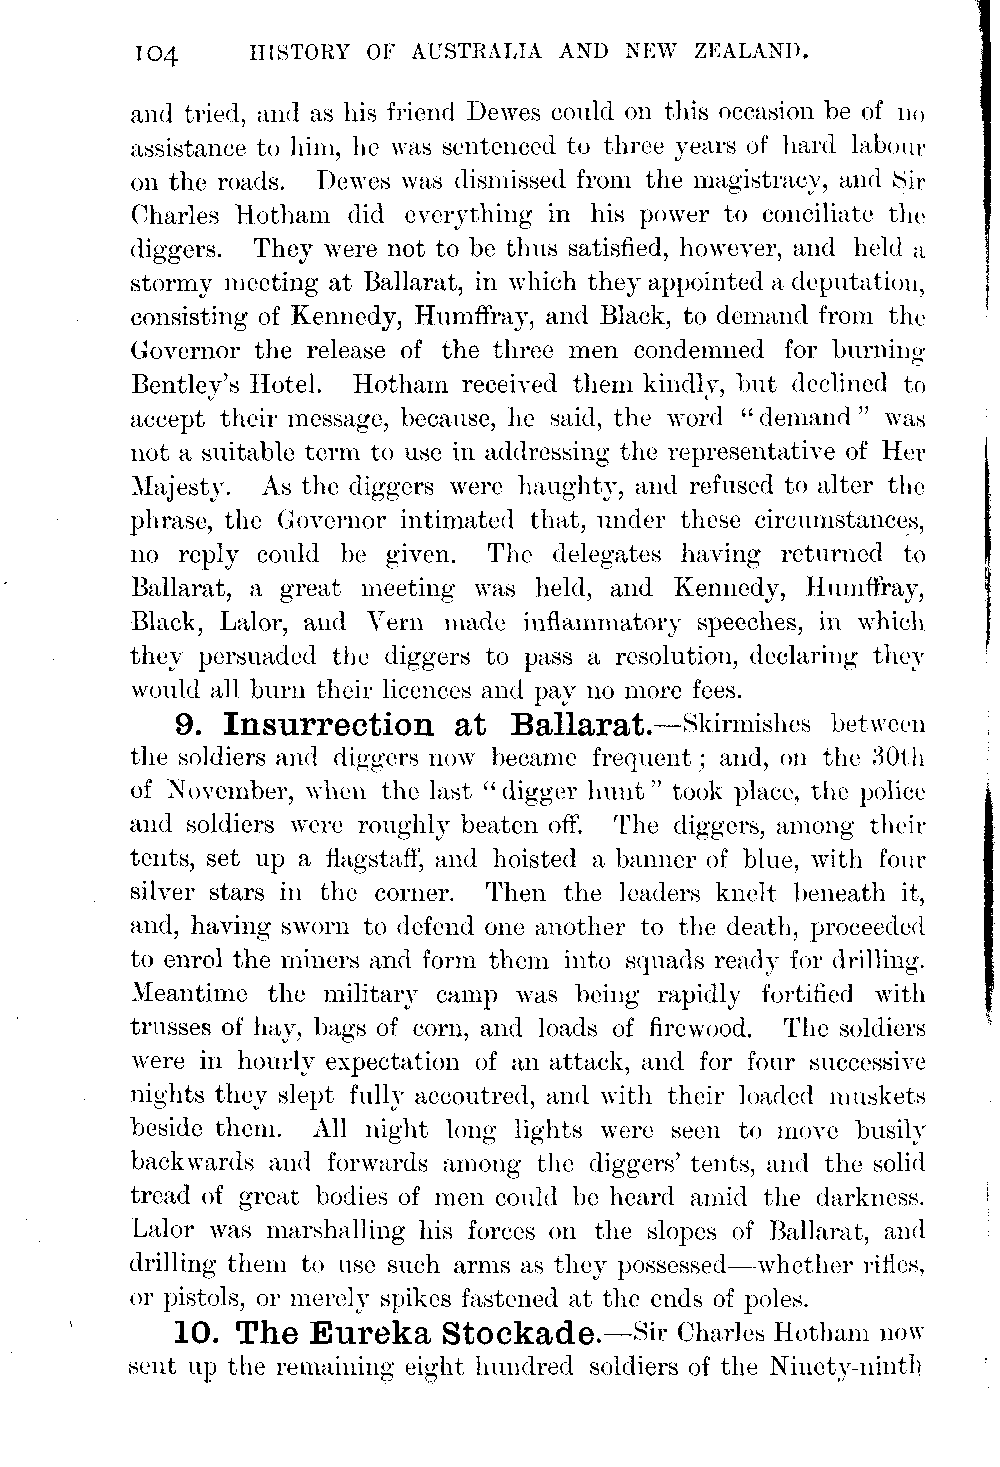 104 HISTORY OF AUSTRALIA AND NEW ZEALAND.
and tried, and as his friend Dewes could on this occasion be of no
assistance to him, he was sentenced to three years of hard labour
on the roads. Dewes was dismissed from the magistracy, and Sir
Charles Hotham did everything in his power to conciliate the
diggers. They were not to be thus satisfied, however, and held a
stormy meeting at Ballarat, in which they appointed a deputation,
consisting of Kennedy, Humffray, and Black, to demand from the
Governor the release of the three men condemned for burning
Bentley's Hotel. Hotham received them kindly, but declined to
accept their message, because, he said, the word "demand" was
not a suitable term to use in addressing the representative of Her
Majesty. As the diggers were haughty, and refused to alter the
phrase, the Governor intimated that, under these circumstances,
no reply could be given. The delegates having returned to
Ballarat, a great meeting was held, and Kennedy, Humffray,
Black, Lalor, and Vern made inflammatory speeches, in which
they persuaded the diggers to pass a resolution, declaring they
would all burn their licences and pay no more fees.
9. Insurrection at Ballarat.—Skirmishes between
the soldiers and diggers now became frequent; and, on the 30th
of November, when the last "digger hunt" took place, the police
and soldiers were roughly beaten off. The diggers, among their
tents, set up a flagstaff, and hoisted a banner of blue, with four
silver stars in the corner. Then the leaders knelt beneath it,
and, having sworn to defend one another to the death, proceeded
to enrol the miners and form them into squads ready for drilling.
Meantime the military camp was being rapidly fortified with
trusses of hay, bags of corn, and loads of firewood. The soldiers
were in hourly expectation of an attack, and for four successive
nights they slept fully accoutred, and with their loaded muskets
beside them. All night long lights were seen to move busily
backwards and forwards among the diggers' tents, and the solid
tread of great bodies of men could be heard amid the darkness.
Lalor was marshalling his forces on the slopes of Ballarat, and
drilling them to use such arms as they possessed—whether rifles,
or pistols, or merely spikes fastened at the ends of poles.
10. The Eureka Stockade.—Sir Charles Hotham now
sent up the remaining eight hundred soldiers of the Ninety-ninth